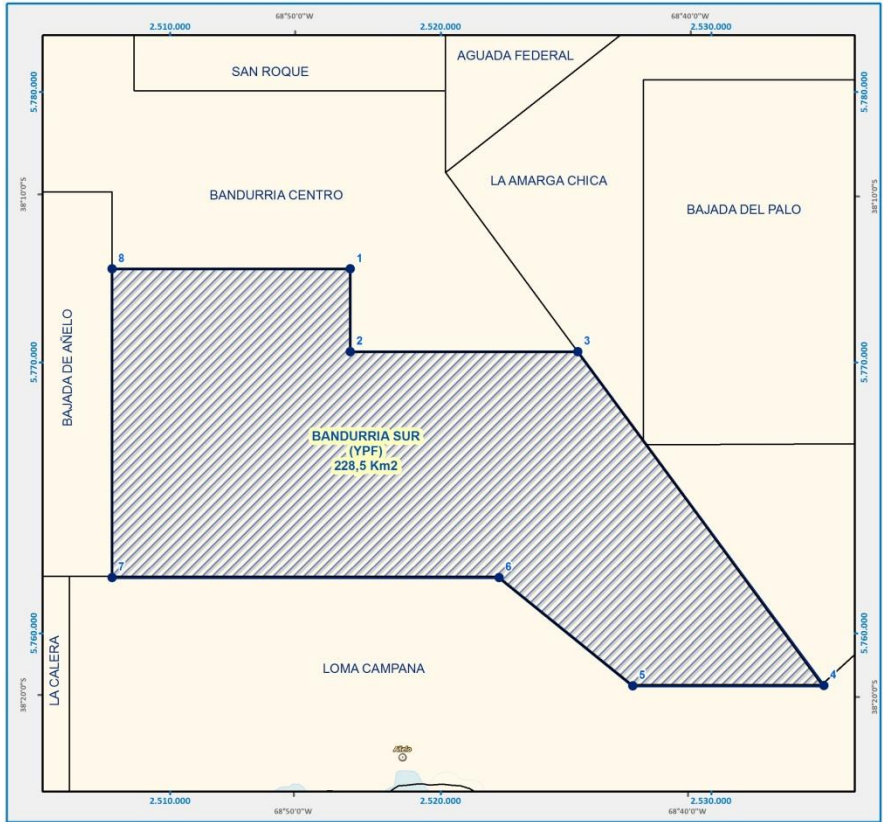 68°50'0"W
68°40'0"W
2.510.000
2.520.000
2.530.000
AGUADA FEDERAL
SAN ROQUE
5.780.000
5.780.000
38°10'0"S
38°10'0"S
BANDURRIA CENTRO
LA AMARGA CHICA
BAJADA DEL PALO
8
1
2
3
BAJADA DE AÑELO
5.770.000
5.770.000
BANDURRIA SUR
(YPF)
228,5 Km2
7
6
5.760.000
5.760.000
LA CALERA
LOMA CAMPANA
5
4
38°20'0"S
38°20'0"S
Añelo
2.510.000
2.520.000
2.530.000
68°50'0"W
68°40'0"W